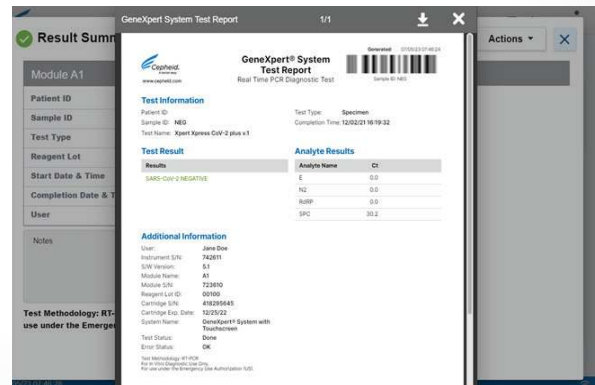 GeneXpert System Test Report 1/1
Result Summ
Actions
Module A1
Patient ID
Sample ID
Test Type
Reagent Lot
Start Date & Time
Completion Date & T
User
Notes
Test Methodology: RT-
use under the Emerge
Cepheid.
www.cepheid.com
GeneXpert® System
Test Report
Real Time PCR Diagnostic Test
Generated 07/05/23 07:46:24
Sample ID: NEG
Test Information
Patient ID:
Sample ID: NEG
Test Name: Xpert Xpress CoV-2 plus v.1
Test Type: Specimen
Completion Time: 12/02/21 16:19:32
Test Result
Results
SARS-CoV-2 NEGATIVE
Analyte Results
Analyte Name Ct
E 0.0
N2 0.0
RdRP 0.0
SPC 30.2
Additional Information
User: Jane Doe
Instrument S/N: 742611
S/W Version: 5.1
Module Name: A1
Module S/N: 723610
Reagent Lot ID: 00100
Cartridge S/N: 418295645
Cartridge Exp. Date: 12/25/22
System Name: GeneXpert® System with
Touchscreen
Test Status: Done
Error Status: OK
Test Methodology: RT-PCR
For In Vitro Diagnostic Use Only.
For use under the Emergency Use Authorization